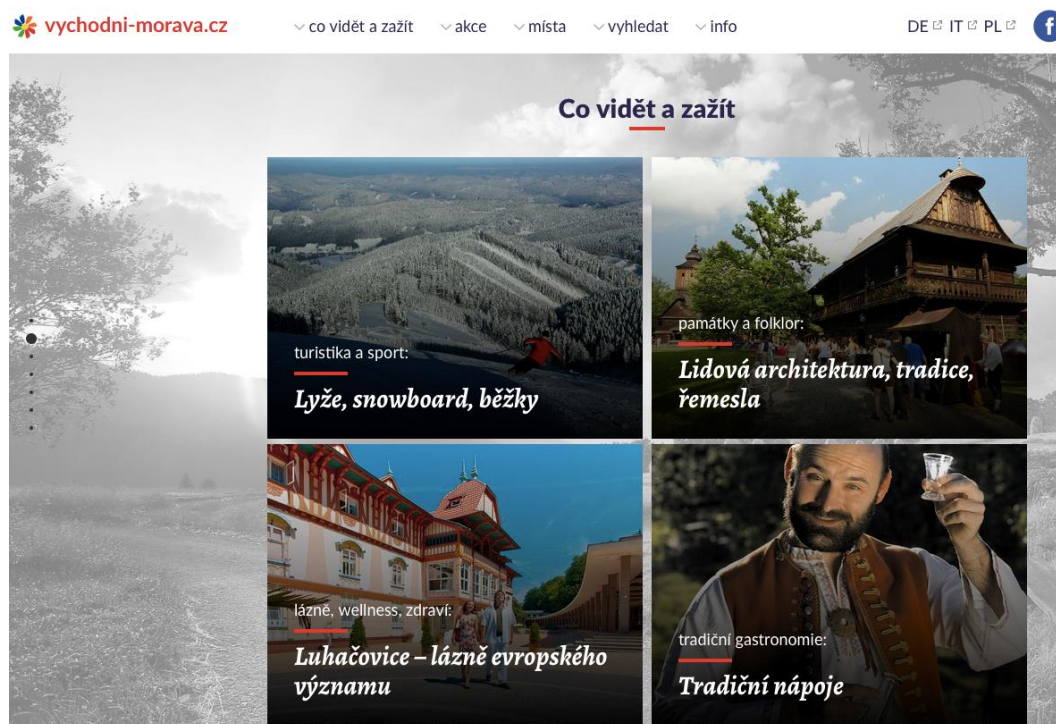 vychodni-morava.cz
co vidět a zažít
akce
místa
vyhledat
info
DE IT PL
f
Co vidět a zažít
turistika a sport:
Lyže, snowboard, běžky
památky a folklor:
Lidová architektura, tradice,
řemesla
lázně, wellness, zdraví:
Luhačovice – lázně evropského
významu
tradiční gastronomie:
Tradiční nápoje